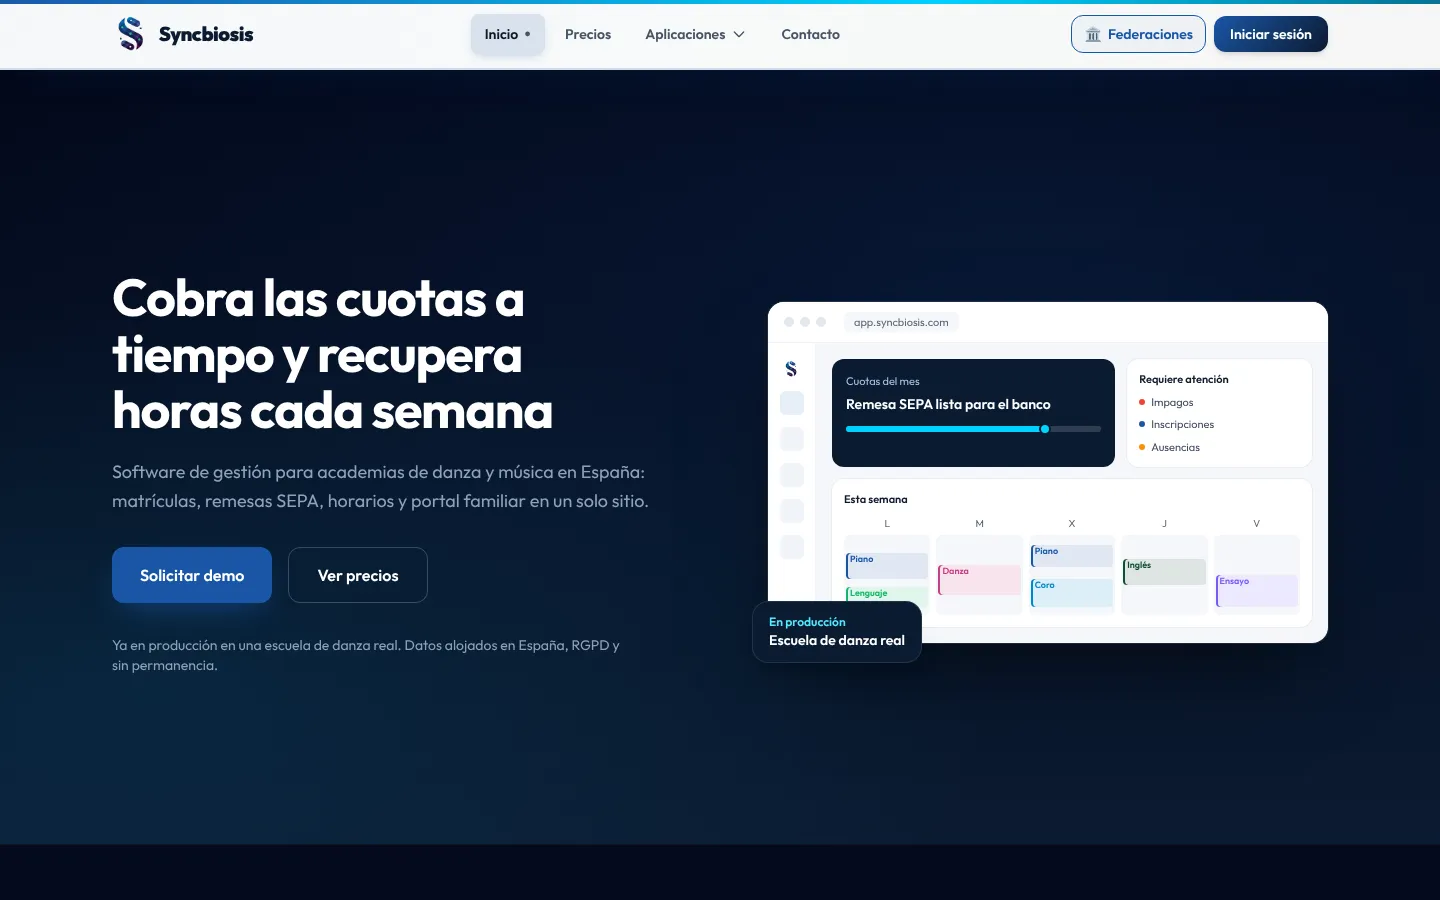 Syncbiosis
Inicio
Precios
Aplicaciones
Contacto
Federaciones
Iniciar sesión
Cobra las cuotas a
tiempo y recupera
horas cada semana
Software de gestión para academias de danza y música en España:
matrículas, remesas SEPA, horarios y portal familiar en un solo sitio.
Solicitar demo
Ver precios
Ya en producción en una escuela de danza real. Datos alojados en España, RGPD y
sin permanencia.
app.syncbiosis.com
Cuotas del mes
Remesa SEPA lista para el banco
Requiere atención
Impagos
Inscripciones
Ausencias
Esta semana
L M X J V
Piano
Lenguaje
Danza
Piano
Coro
Inglés
Ensayo
En producción
Escuela de danza real